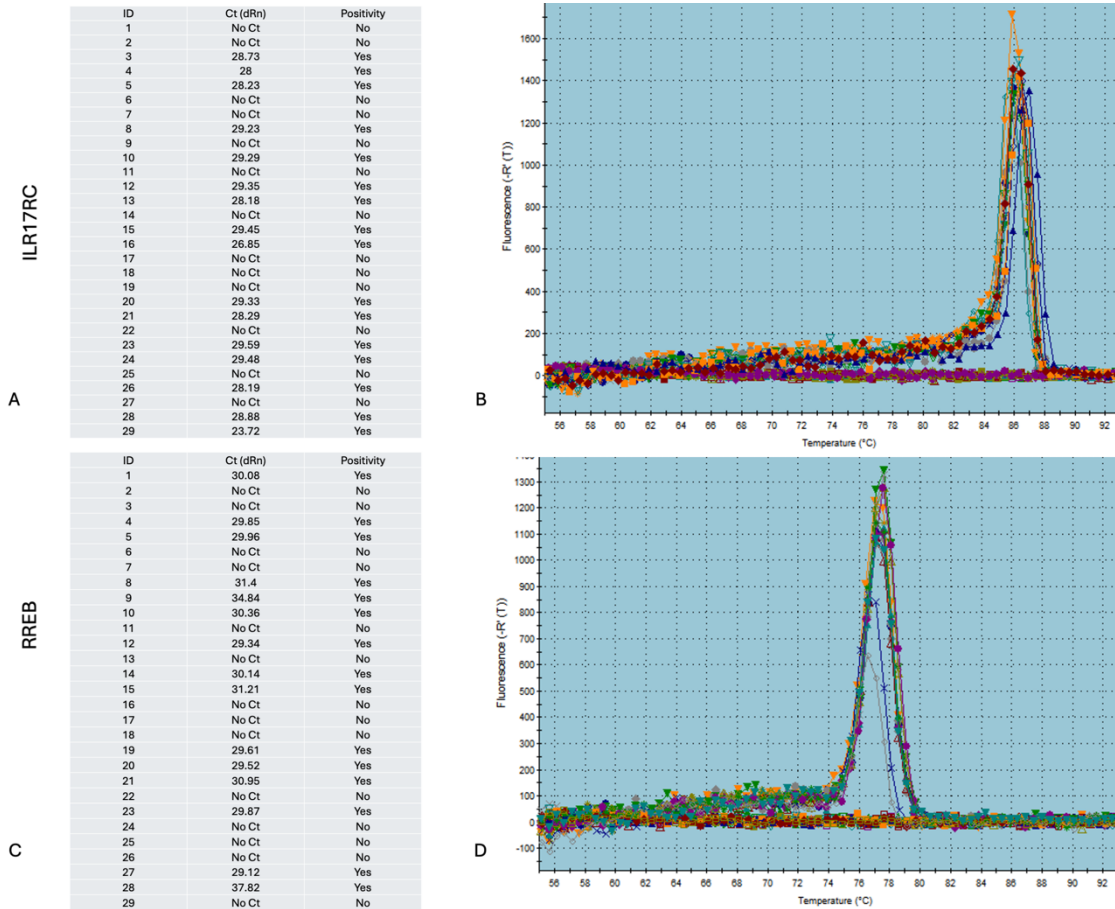 ILR17RC
A
ID Ct (dRn) Positivity
1 No Ct No
2 No Ct No
3 28.73 Yes
4 28 Yes
5 28.23 Yes
6 No Ct No
7 No Ct No
8 29.23 Yes
9 No Ct No
10 29.29 Yes
11 No Ct No
12 29.35 Yes
13 28.18 Yes
14 No Ct No
15 29.45 Yes
16 26.85 Yes
17 No Ct No
18 No Ct No
19 No Ct No
20 29.33 Yes
21 28.29 Yes
22 No Ct No
23 29.59 Yes
24 29.48 Yes
25 No Ct No
26 28.19 Yes
27 No Ct No
28 28.88 Yes
29 23.72 Yes
B
Fluorescence (-R' (T))
1600
1400
1200
1000
800
600
400
200
0
56 58 60 62 64 66 68 70 72 74 76 78 80 82 84 86 88 90 92
Temperature (°C)
RREB
C
ID Ct (dRn) Positivity
1 30.08 Yes
2 No Ct No
3 No Ct No
4 29.85 Yes
5 29.96 Yes
6 No Ct No
7 No Ct No
8 31.4 Yes
9 34.84 Yes
10 30.36 Yes
11 No Ct No
12 29.34 Yes
13 No Ct No
14 30.14 Yes
15 31.21 Yes
16 No Ct No
17 No Ct No
18 No Ct No
19 29.61 Yes
20 29.52 Yes
21 30.95 Yes
22 No Ct No
23 29.87 Yes
24 No Ct No
25 No Ct No
26 No Ct No
27 29.12 Yes
28 37.82 Yes
29 No Ct No
D
Fluorescence (-R' (T))
1400
1300
1200
1100
1000
900
800
700
600
500
400
300
200
100
0
-100
56 58 60 62 64 66 68 70 72 74 76 78 80 82 84 86 88 90 92
Temperature (°C)